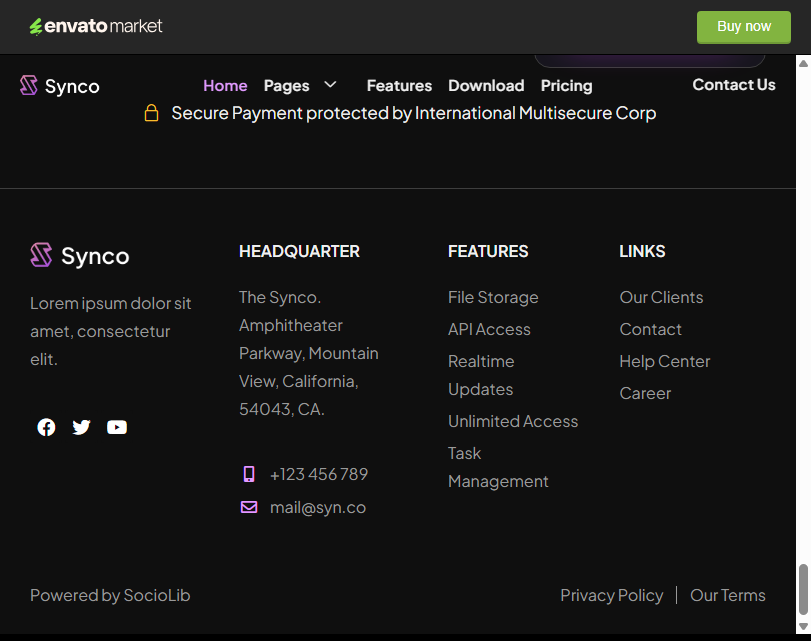 envato market
Buy now
Synco
Home Pages Features Download Pricing Contact Us
Secure Payment protected by International Multisecure Corp
Synco
Lorem ipsum dolor sit
amet, consectetur
elit.
HEADQUARTER
The Synco.
Amphitheater
Parkway, Mountain
View, California,
54043, CA.
+123 456 789
mail@syn.co
FEATURES
File Storage
API Access
Realtime
Updates
Unlimited Access
Task
Management
LINKS
Our Clients
Contact
Help Center
Career
Powered by SocioLib
Privacy Policy
Our Terms